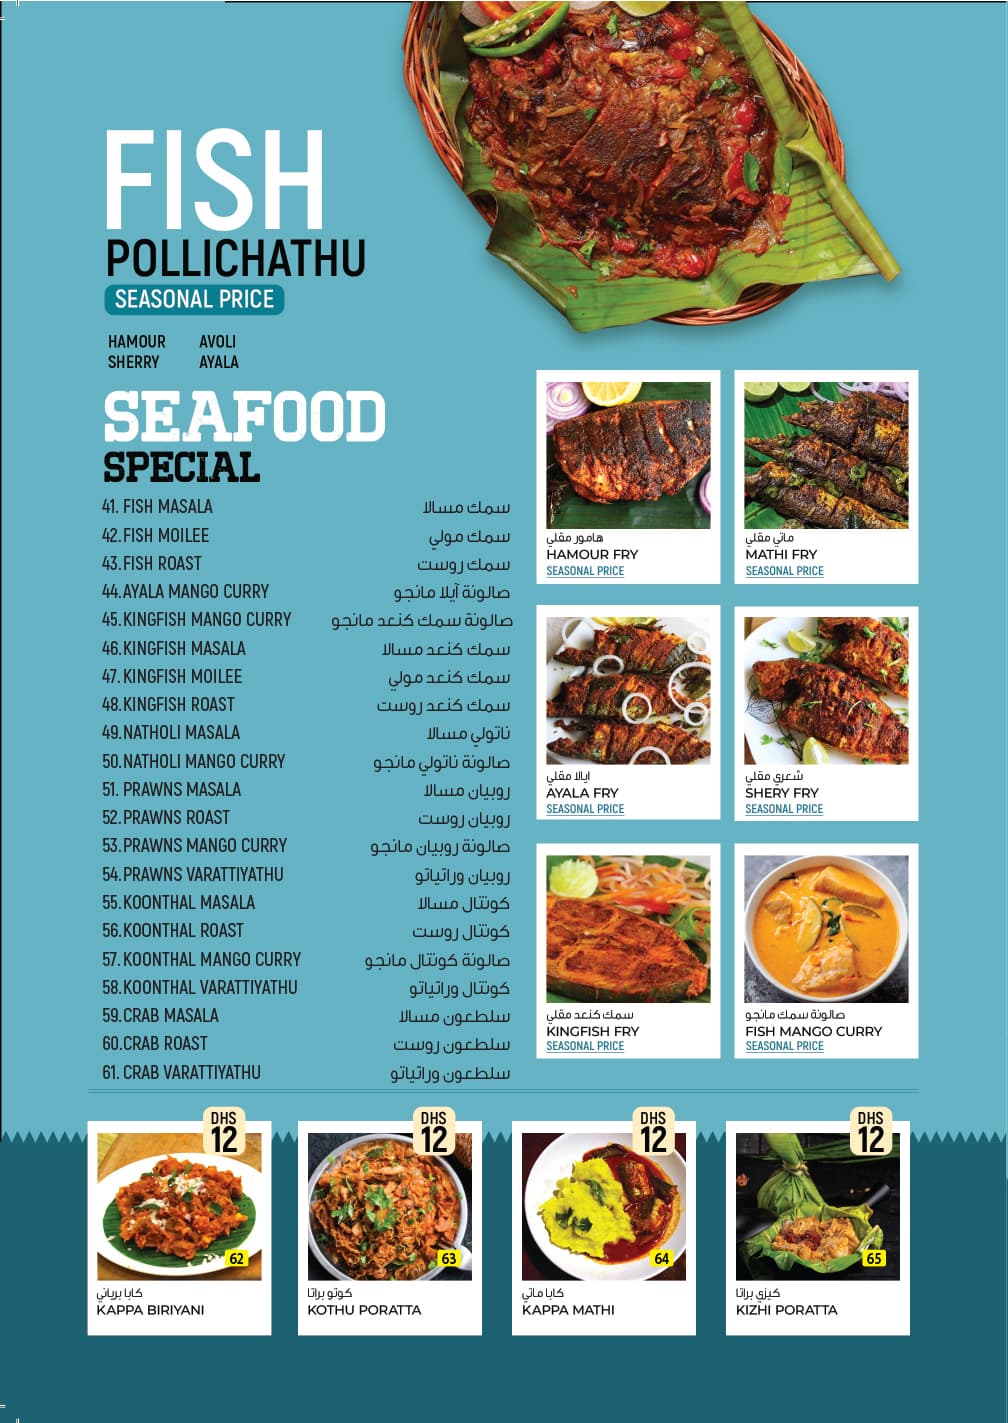 FISH
POLLICHATHU
SEASONAL PRICE
HAMOUR AVOLI
SHERRY AYALA
SEAFOOD
SPECIAL
41. FISH MASALA سمك مسالا
42. FISH MOILEE سمك مولي
43. FISH ROAST سمك روست
44. AYALA MANGO CURRY صالونة آيلا مانجو
45. KINGFISH MANGO CURRY صالونة سمك كنعد مانجو
46. KINGFISH MASALA سمك كنعد مسالا
47. KINGFISH MOILEE سمك كنعد مولي
48. KINGFISH ROAST سمك كنعد روست
49. NATHOLI MASALA ناتولي مسالا
50. NATHOLI MANGO CURRY صالونة ناتولي مانجو
51. PRAWNS MASALA روبيان مسالا
52. PRAWNS ROAST روبيان روست
53. PRAWNS MANGO CURRY صالونة روبيان مانجو
54. PRAWNS VARATTIYATHU روبيان وراتياتو
55. KOONTHAL MASALA كونتال مسالا
56. KOONTHAL ROAST كونتال روست
57. KOONTHAL MANGO CURRY صالونة كونتال مانجو
58. KOONTHAL VARATTIYATHU كونتال وراتياتو
59. CRAB MASALA سلطعون مسالا
60. CRAB ROAST سلطعون روست
61. CRAB VARATTIYATHU سلطعون وراتياتو
هامور مقلي
HAMOUR FRY
SEASONAL PRICE
ماتي مقلي
MATHI FRY
SEASONAL PRICE
ايالا مقلي
AYALA FRY
SEASONAL PRICE
شعري مقلي
SHERY FRY
SEASONAL PRICE
سمك كنعد مقلي
KINGFISH FRY
SEASONAL PRICE
صالونة سمك مانجو
FISH MANGO CURRY
SEASONAL PRICE
DHS
12
62
كابا برياني
KAPPA BIRIYANI
DHS
12
63
كوتو براتا
KOTHU PORATTA
DHS
12
64
كابا ماتي
KAPPA MATHI
DHS
12
65
كيزي براتا
KIZHI PORATTA